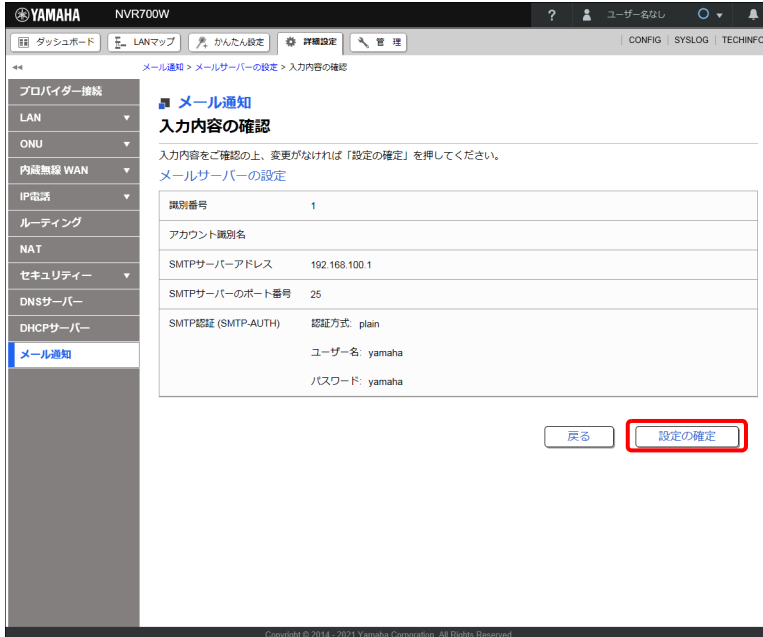 YAMAHA NVR700W ? ユーザー名なし
ダッシュボード LANマップ かんたん設定 詳細設定 管 理 CONFIG SYSLOG TECHINFO
メール通知 > メールサーバーの設定 > 入力内容の確認
プロバイダー接続
LAN
ONU
内蔵無線 WAN
IP電話
ルーティング
NAT
セキュリティー
DNSサーバー
DHCPサーバー
メール通知
メール通知
入力内容の確認
入力内容をご確認の上、変更がなければ「設定の確定」を押してください。
メールサーバーの設定
識別番号 1
アカウント識別名
SMTPサーバーアドレス 192.168.100.1
SMTPサーバーのポート番号 25
SMTP認証 (SMTP-AUTH) 認証方式: plain
ユーザー名: yamaha
パスワード: yamaha
戻る 設定の確定
Copyright © 2014 - 2021 Yamaha Corporation. All Rights Reserved.